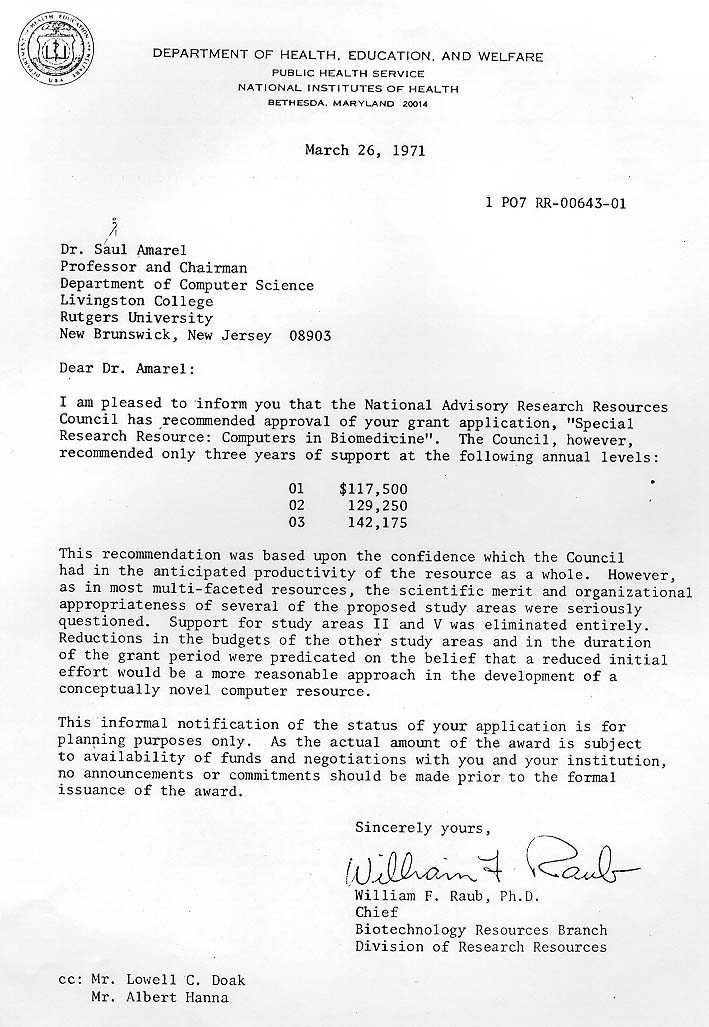 DEPARTMENT OF HEALTH, EDUCATION, AND WELFARE
PUBLIC HEALTH SERVICE
NATIONAL INSTITUTES OF HEALTH
BETHESDA, MARYLAND 20014
March 26, 1971
1 PO7 RR-00643-01
Dr. Saul Amarel
Professor and Chairman
Department of Computer Science
Livingston College
Rutgers University
New Brunswick, New Jersey 08903
Dear Dr. Amarel:
I am pleased to inform you that the National Advisory Research Resources
Council has recommended approval of your grant application, "Special
Research Resource: Computers in Biomedicine". The Council, however,
recommended only three years of support at the following annual levels:
01 $117,500
02 129,250
03 142,175
This recommendation was based upon the confidence which the Council
had in the anticipated productivity of the resource as a whole. However,
as in most multi-faceted resources, the scientific merit and organizational
appropriateness of several of the proposed study areas were seriously
questioned. Support for study areas II and V was eliminated entirely.
Reductions in the budgets of the other study areas and in the duration
of the grant period were predicated on the belief that a reduced initial
effort would be a more reasonable approach in the development of a
conceptually novel computer resource.
This informal notification of the status of your application is for
planning purposes only. As the actual amount of the award is subject
to availability of funds and negotiations with you and your institution,
no announcements or commitments should be made prior to the formal
issuance of the award.
Sincerely yours,
William F. Raub
William F. Raub, Ph.D.
Chief
Biotechnology Resources Branch
Division of Research Resources
cc: Mr. Lowell C. Doak
Mr. Albert Hanna